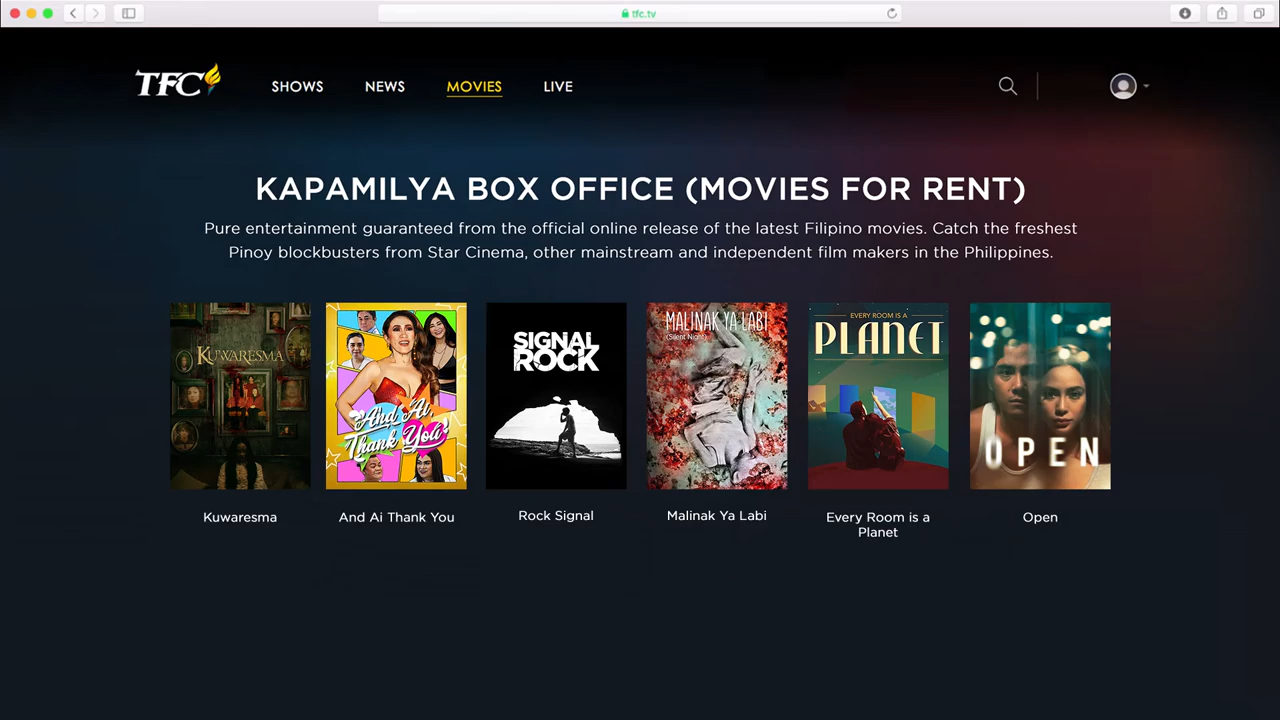 tfc.tv
TFC
SHOWS
NEWS
MOVIES
LIVE
KAPAMILYA BOX OFFICE (MOVIES FOR RENT)
Pure entertainment guaranteed from the official online release of the latest Filipino movies. Catch the freshest
Pinoy blockbusters from Star Cinema, other mainstream and independent film makers in the Philippines.
KUWARESMA
And Ai,
Thank You!
SIGNAL
ROCK
MALINAK YA LABI
(Silent Night)
EVERY ROOM IS A
PLANET
OPEN
Kuwaresma
And Ai Thank You
Rock Signal
Malinak Ya Labi
Every Room is a
Planet
Open